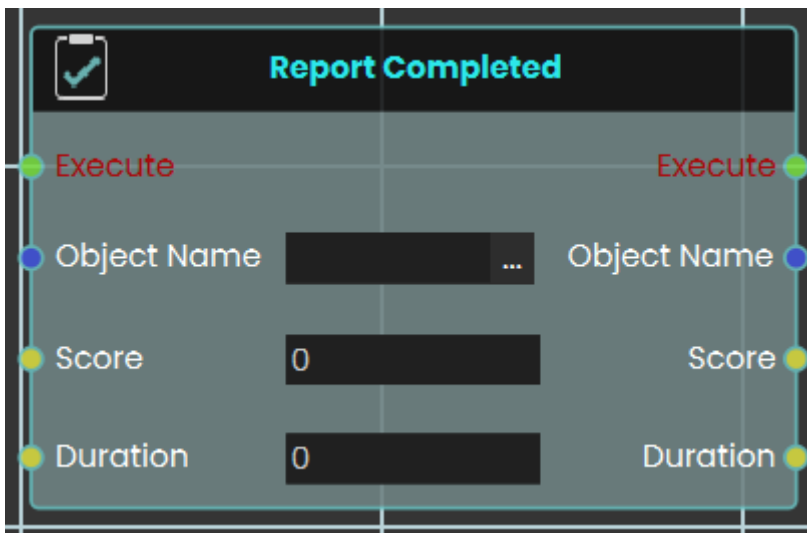 Report Completed
Execute Execute
Object Name ... Object Name
Score 0 Score
Duration 0 Duration